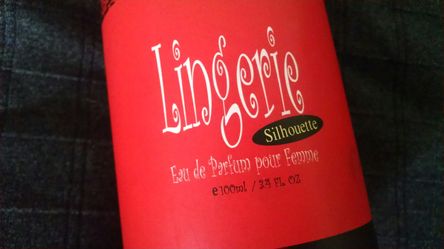 Lingerie
Silhouette
Eau de Parfum pour Femme
e 100ml / 3.4 FL. OZ